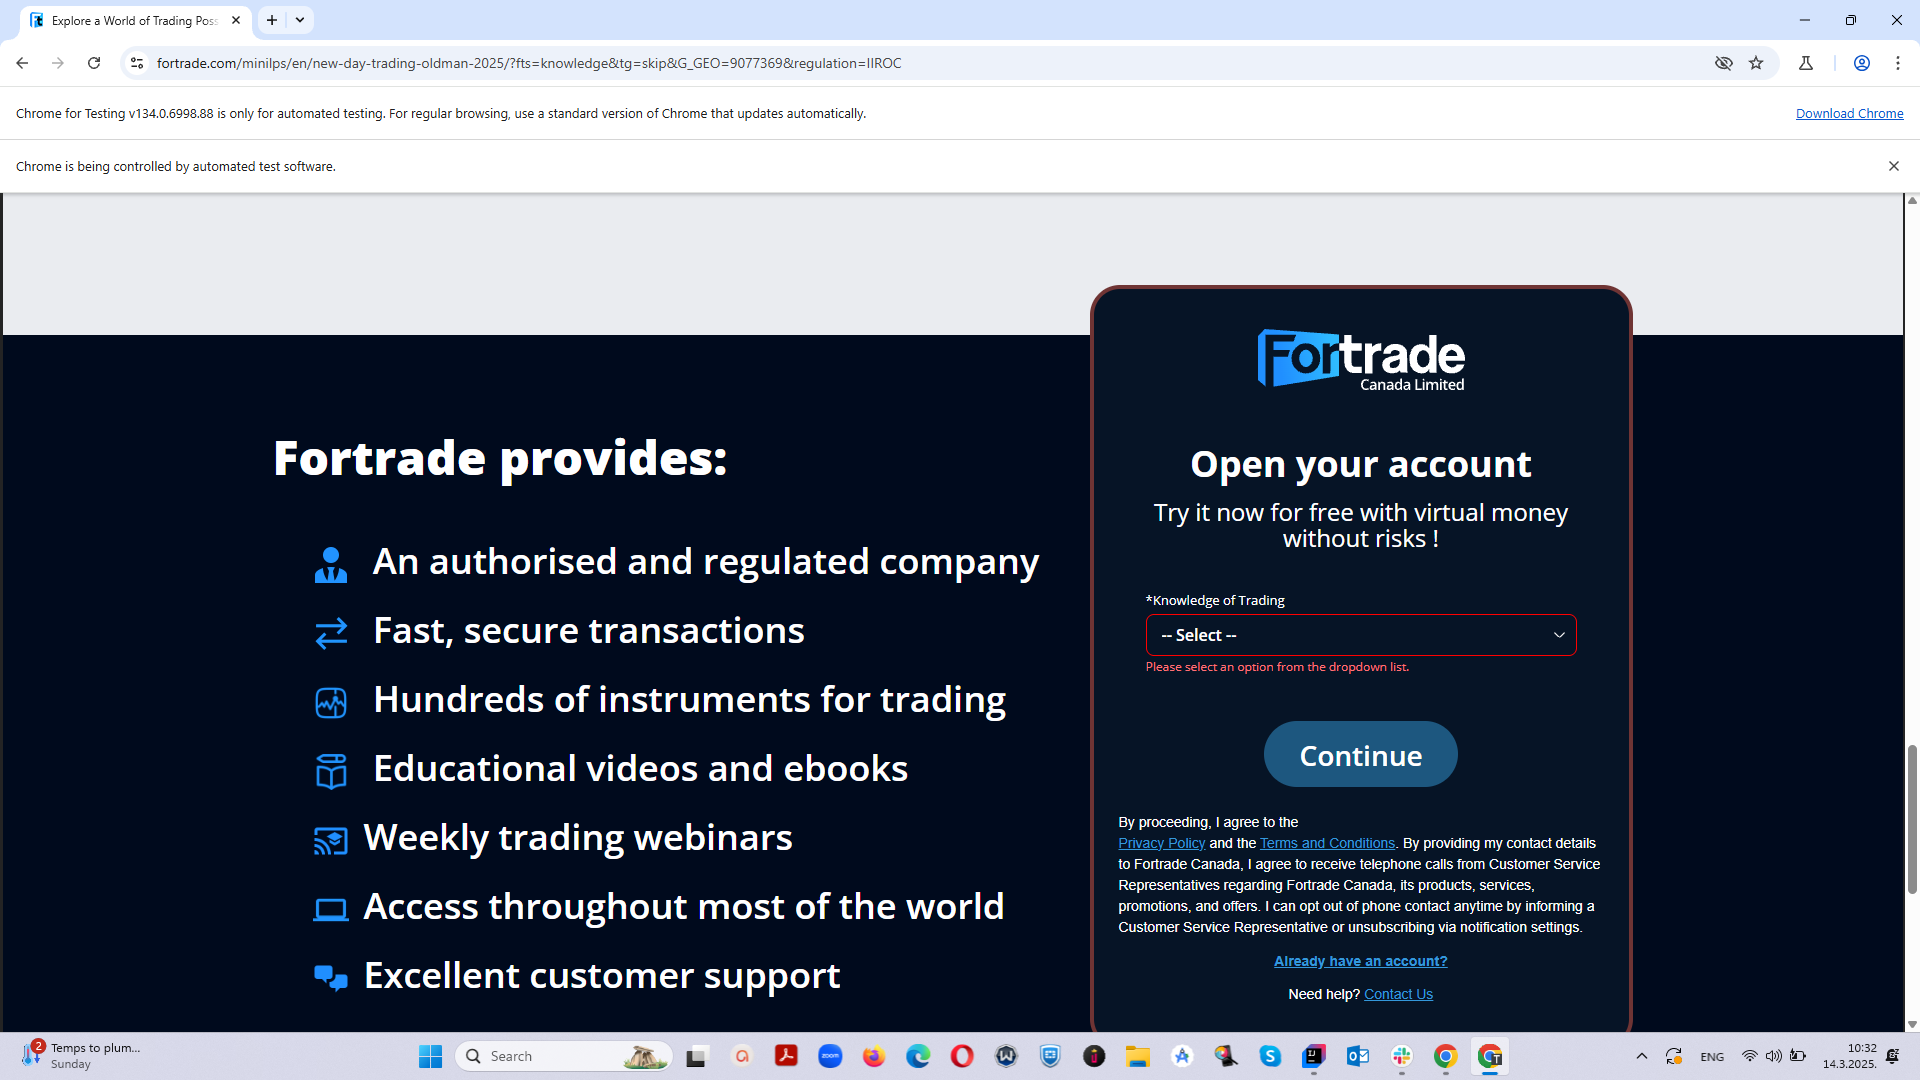 Explore a World of Trading Poss
fortrade.com/minilps/en/new-day-trading-oldman-2025/?fts=knowledge&tg=skip&G_GEO=9077369&regulation=IIROC
Chrome for Testing v134.0.6998.88 is only for automated testing. For regular browsing, use a standard version of Chrome that updates automatically.
Download Chrome
Chrome is being controlled by automated test software.
Fortrade
Canada Limited
Fortrade provides:
An authorised and regulated company
Fast, secure transactions
Hundreds of instruments for trading
Educational videos and ebooks
Weekly trading webinars
Access throughout most of the world
Excellent customer support
Open your account
Try it now for free with virtual money
without risks !
*Knowledge of Trading
-- Select --
Please select an option from the dropdown list.
Continue
By proceeding, I agree to the
Privacy Policy and the Terms and Conditions. By providing my contact details
to Fortrade Canada, I agree to receive telephone calls from Customer Service
Representatives regarding Fortrade Canada, its products, services,
promotions, and offers. I can opt out of phone contact anytime by informing a
Customer Service Representative or unsubscribing via notification settings.
Already have an account?
Need help? Contact Us
2
Temps to plum...
Sunday
Search
zoom
ENG
10:32
14.3.2025.